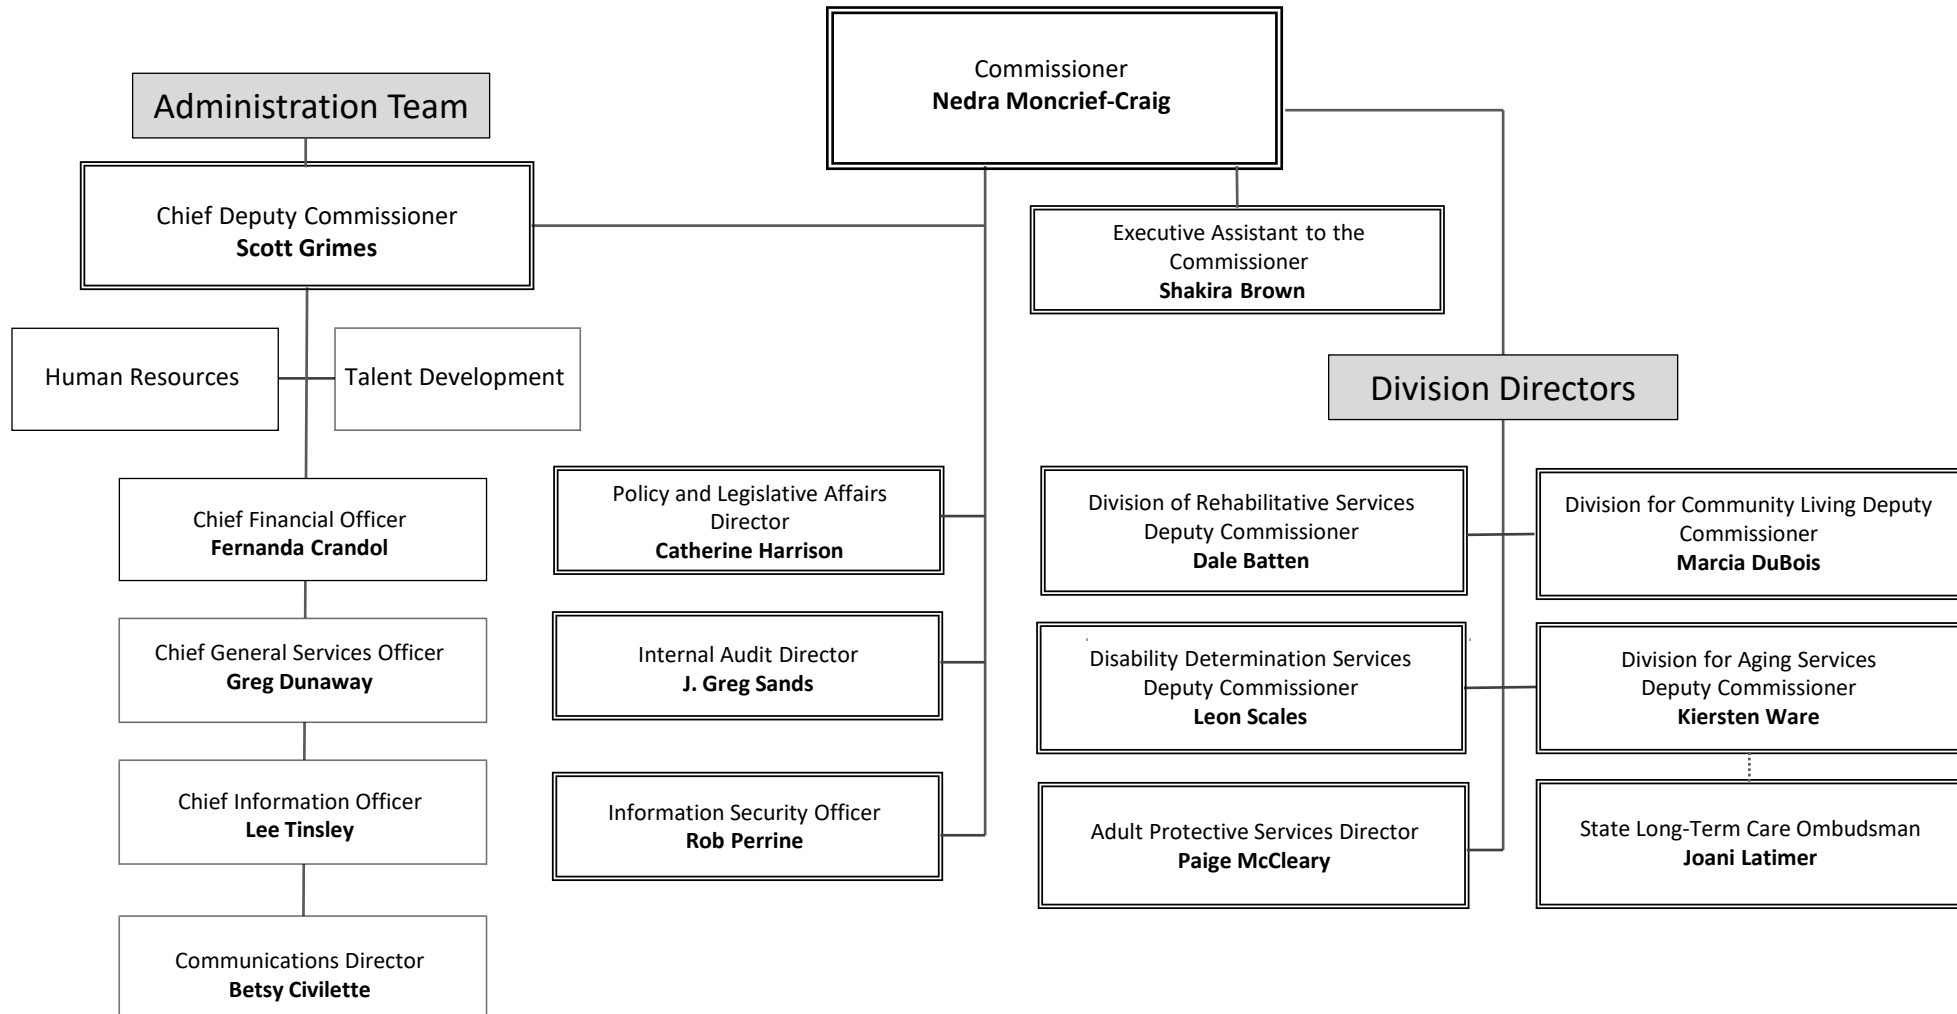 Commissioner
Nedra Moncrief-Craig
Administration Team
Chief Deputy Commissioner
Scott Grimes
Executive Assistant to the
Commissioner
Shakira Brown
Human Resources
Talent Development
Division Directors
Chief Financial Officer
Fernanda Crandol
Policy and Legislative Affairs
Director
Catherine Harrison
Division of Rehabilitative Services
Deputy Commissioner
Dale Batten
Division for Community Living Deputy
Commissioner
Marcia DuBois
Chief General Services Officer
Greg Dunaway
Internal Audit Director
J. Greg Sands
Disability Determination Services
Deputy Commissioner
Leon Scales
Division for Aging Services
Deputy Commissioner
Kiersten Ware
Chief Information Officer
Lee Tinsley
Information Security Officer
Rob Perrine
Adult Protective Services Director
Paige McCleary
State Long-Term Care Ombudsman
Joani Latimer
Communications Director
Betsy Civilette